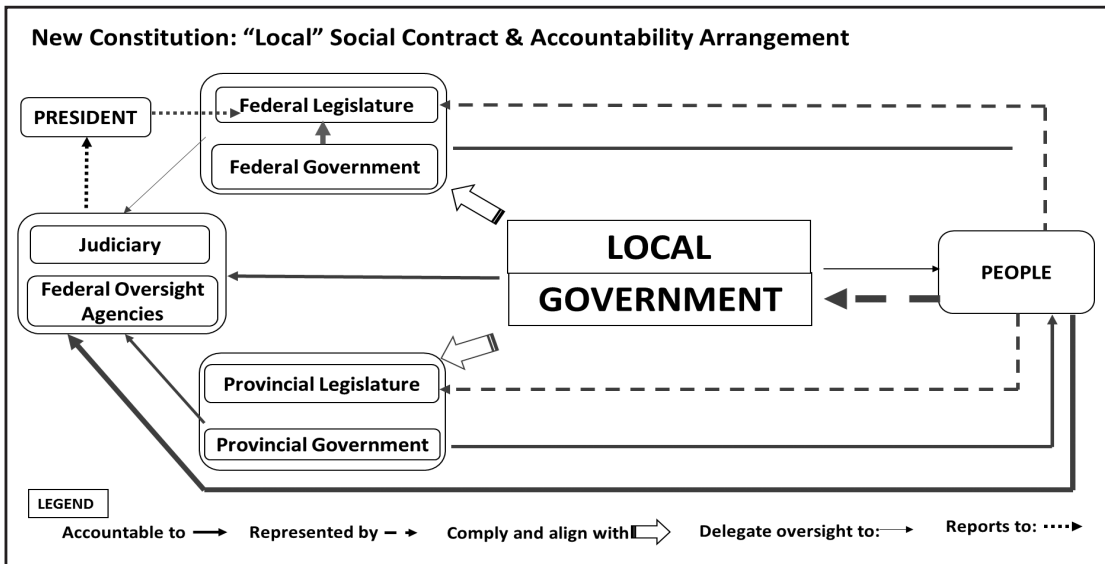 New Constitution: “Local” Social Contract & Accountability Arrangement
PRESIDENT
Federal Legislature
Federal Government
Judiciary
Federal Oversight
Agencies
LOCAL
GOVERNMENT
PEOPLE
Provincial Legislature
Provincial Government
LEGEND
Accountable to
Represented by
Comply and align with
Delegate oversight to:
Reports to: